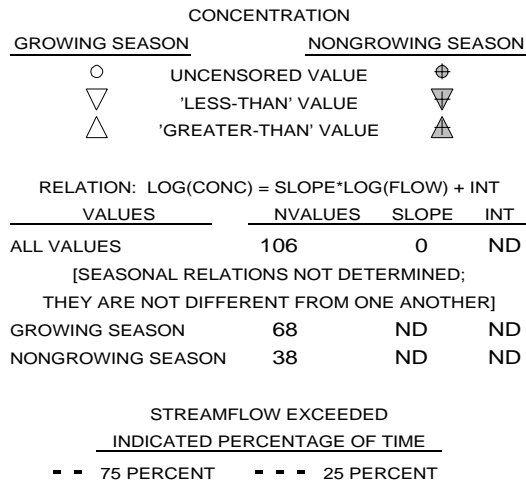 CONCENTRATION
GROWING SEASON NONGROWING SEASON
UNCENSORED VALUE
'LESS-THAN' VALUE
'GREATER-THAN' VALUE
RELATION: LOG(CONC) = SLOPE*LOG(FLOW) + INT
VALUES NVALUES SLOPE INT
ALL VALUES 106 0 ND
[SEASONAL RELATIONS NOT DETERMINED;
THEY ARE NOT DIFFERENT FROM ONE ANOTHER]
GROWING SEASON 68 ND ND
NONGROWING SEASON 38 ND ND
STREAMFLOW EXCEEDED
INDICATED PERCENTAGE OF TIME
75 PERCENT 25 PERCENT